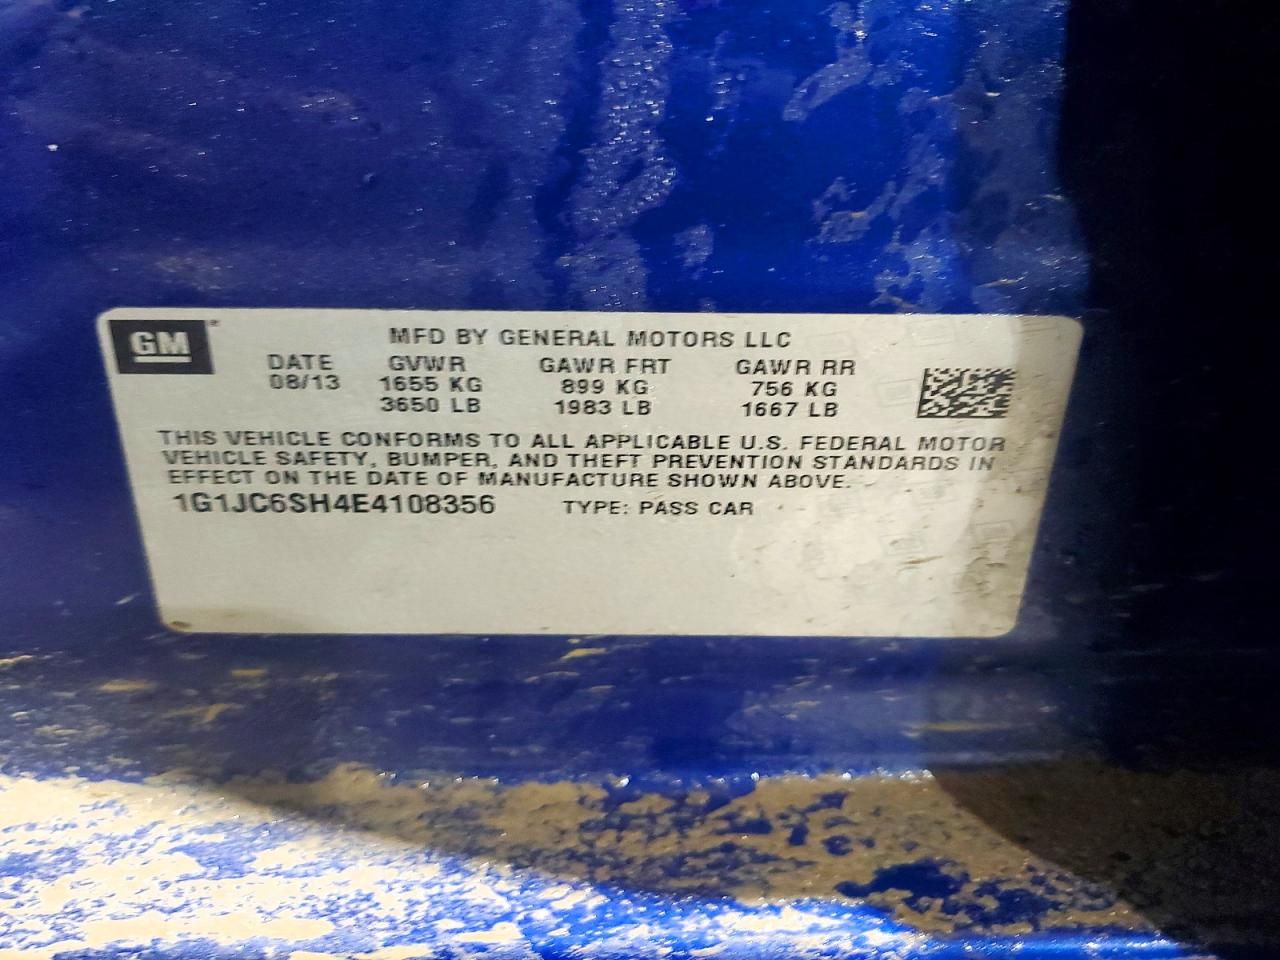 GM
MFD BY GENERAL MOTORS LLC
DATE GVWR GAWR FRT GAWR RR
08/13 1655 KG 899 KG 756 KG
3650 LB 1983 LB 1667 LB
THIS VEHICLE CONFORMS TO ALL APPLICABLE U.S. FEDERAL MOTOR
VEHICLE SAFETY, BUMPER, AND THEFT PREVENTION STANDARDS IN
EFFECT ON THE DATE OF MANUFACTURE SHOWN ABOVE.
1G1JC6SH4E4108356 TYPE: PASS CAR